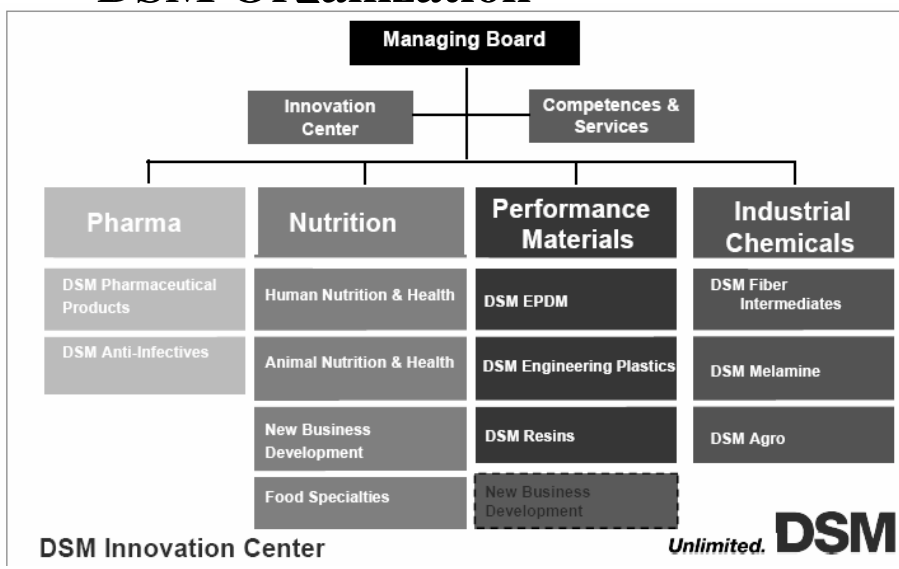 DSM Organization
Managing Board
Innovation
Center
Competences &
Services
Pharma
Nutrition
Performance
Materials
Industrial
Chemicals
DSM Pharmaceutical
Products
DSM Anti-Infectives
Human Nutrition & Health
Animal Nutrition & Health
New Business
Development
Food Specialties
DSM EPDM
DSM Engineering Plastics
DSM Resins
New Business
Development
DSM Fiber
Intermediates
DSM Melamine
DSM Agro
DSM Innovation Center
Unlimited. DSM